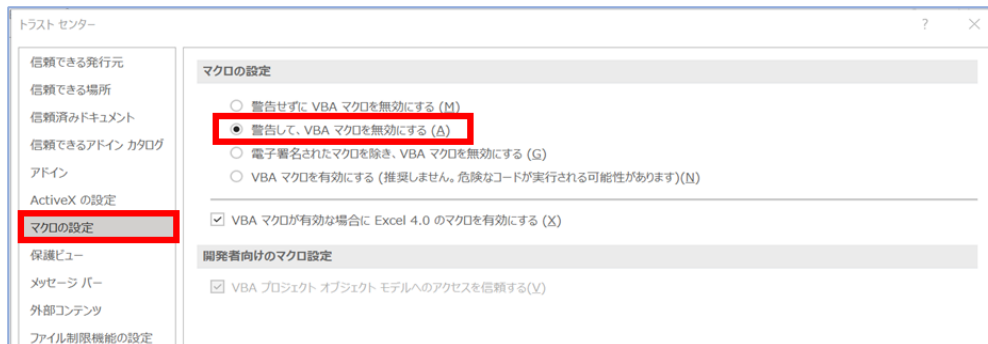 トラスト センター
? ×
信頼できる発行元
信頼できる場所
信頼済みドキュメント
信頼できるアドイン カタログ
アドイン
ActiveX の設定
マクロの設定
保護ビュー
メッセージ バー
外部コンテンツ
ファイル制限機能の設定
マクロの設定
警告せずに VBA マクロを無効にする (M)
警告して、VBA マクロを無効にする (A)
電子署名されたマクロを除き、VBA マクロを無効にする (G)
VBA マクロを有効にする (推奨しません。危険なコードが実行される可能性があります)(N)
VBA マクロが有効な場合に Excel 4.0 のマクロを有効にする (X)
開発者向けのマクロ設定
VBA プロジェクト オブジェクト モデルへのアクセスを信頼する(V)